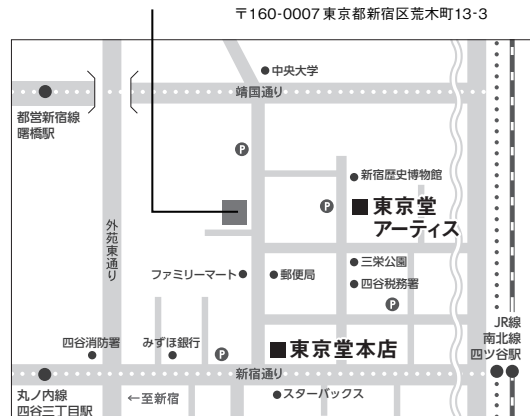 〒160-0007 東京都新宿区荒木町13-3
中央大学
靖国通り
都営新宿線
曙橋駅
P
新宿歴史博物館
P
東京堂
アーティス
外苑東通り
三栄公園
ファミリーマート
郵便局
四谷税務署
P
JR線
南北線
四ツ谷駅
四谷消防署
みずほ銀行
P
東京堂本店
新宿通り
丸ノ内線
四谷三丁目駅
←至新宿
スターバックス